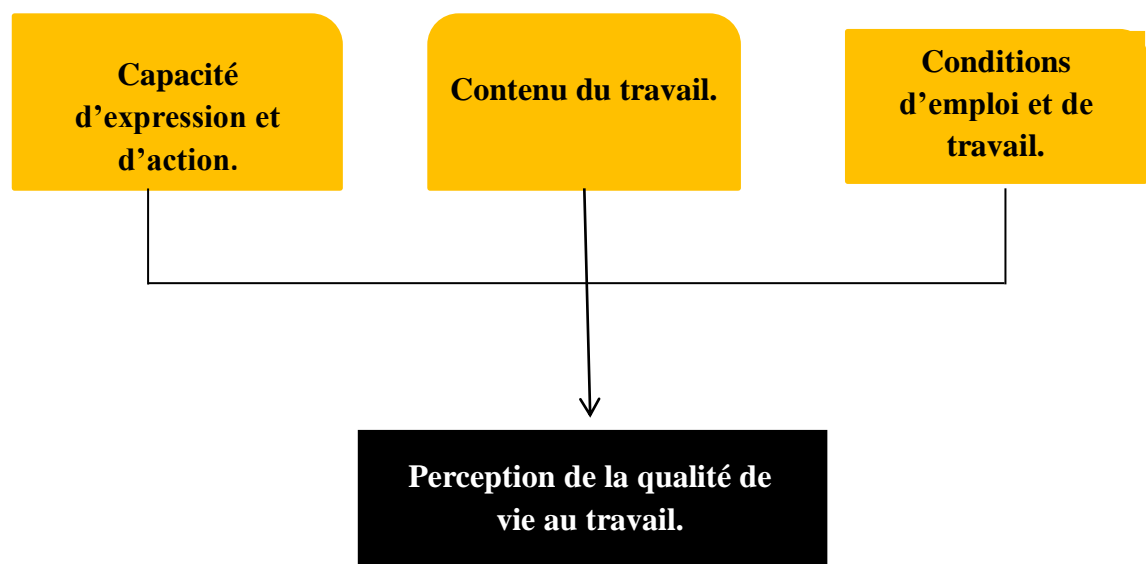 Capacité
d’expression et
d’action.
Contenu du travail.
Conditions
d’emploi et de
travail.
Perception de la qualité de
vie au travail.